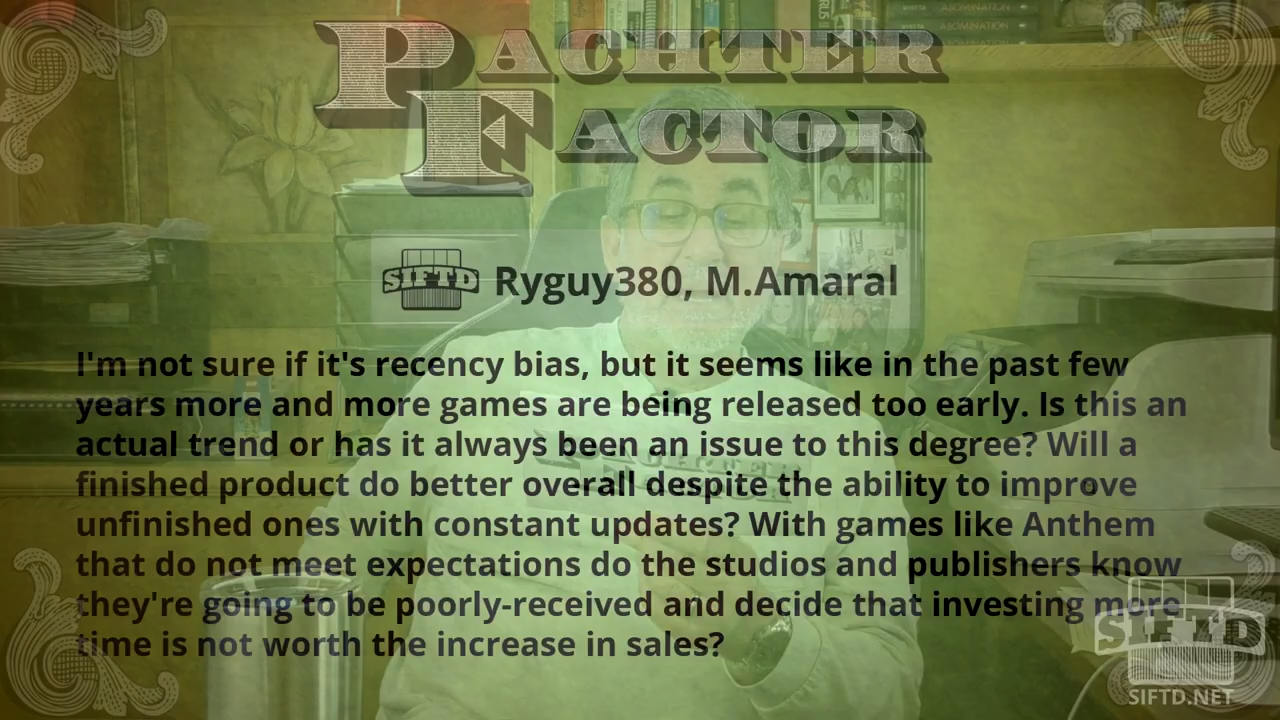 PACHTER
FACTOR
SIFTD Ryguy380, M.Amaral
I'm not sure if it's recency bias, but it seems like in the past few
years more and more games are being released too early. Is this an
actual trend or has it always been an issue to this degree? Will a
finished product do better overall despite the ability to improve
unfinished ones with constant updates? With games like Anthem
that do not meet expectations do the studios and publishers know
they're going to be poorly-received and decide that investing more
time is not worth the increase in sales?
SIFTD
SIFTD.NET
ABOMINATION
ABOMINATION
PACHTER
FACTOR